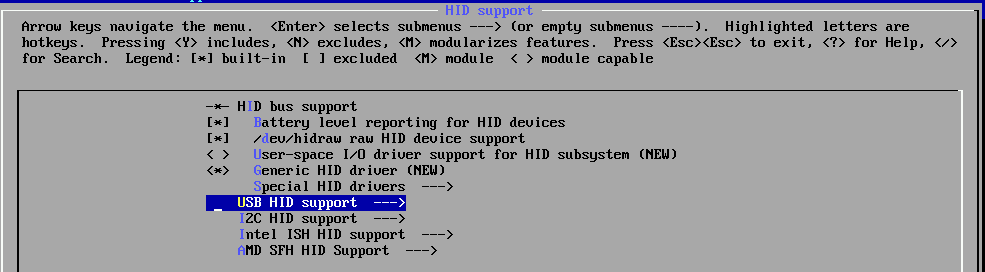 HID support
Arrow keys navigate the menu.  <Enter> selects submenus ---> (or empty submenus ----).  Highlighted letters are
hotkeys.  Pressing <Y> includes, <N> excludes, <M> modularizes features.  Press <Esc><Esc> to exit, <?> for Help, </>
for Search.  Legend: [*] built-in  [ ] excluded  <M> module  < > module capable
-*- HID bus support
[*]   Battery level reporting for HID devices
[*]   /dev/hidraw raw HID device support
< >   User-space I/O driver support for HID subsystem (NEW)
<*>   Generic HID driver (NEW)
Special HID drivers  --->
USB HID support  --->
I2C HID support  --->
Intel ISH HID support  --->
AMD SFH HID Support  --->